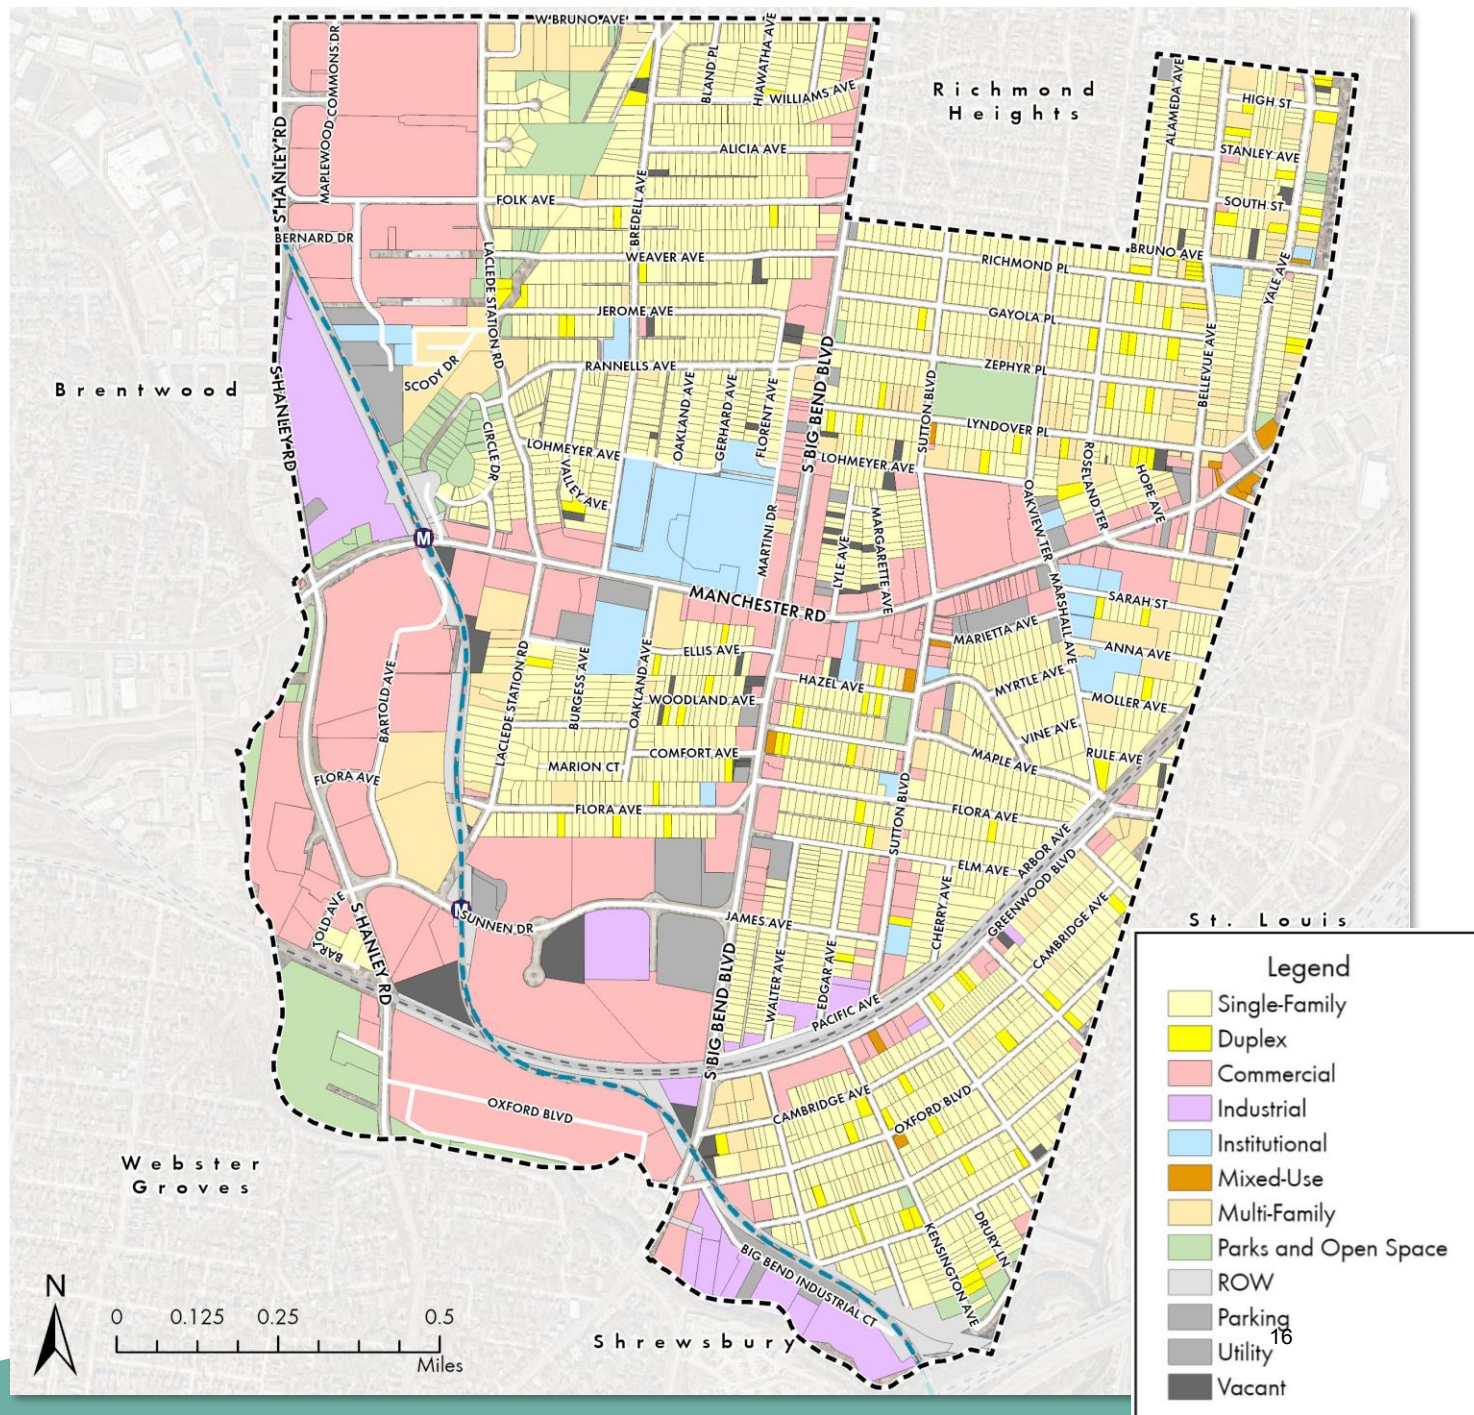 W BRUNO AVE
MAPLEWOOD COMMONS DR
S HANLEY RD
BLAND PL
HIAWATHA AVE
WILLIAMS AVE
ALICIA AVE
Richmond
Heights
ALAMEDA AVE
HIGH ST
STANLEY AVE
SOUTH ST
FOLK AVE
BREDELL AVE
BERNARD DR
LACLEDE STATION RD
WEAVER AVE
BRUNO AVE
RICHMOND PL
YALE AVE
JEROME AVE
GAYOLA PL
BELLEVUE AVE
Brentwood
S HANLEY RD
SCODY DR
RANNELLS AVE
ZEPHYR PL
OAKLAND AVE
GERHARD AVE
FLORENT AVE
S BIG BEND BLVD
SUTTON BLVD
CIRCLE DR
LOHMEYER AVE
VALLEY AVE
LYNDOVER PL
LOHMEYER AVE
ROSELAND TER
HOPE AVE
OAKVIEW TER
M
MARTINI DR
LYLE AVE
MARGARETTE AVE
MANCHESTER RD
MARSHALL AVE
SARAH ST
MARIETTA AVE
ANNA AVE
ELLIS AVE
LACLEDE STATION RD
BURGESS AVE
OAKLAND AVE
BARTOLD AVE
HAZEL AVE
MYRTLE AVE
MOLLER AVE
WOODLAND AVE
VINE AVE
COMFORT AVE
MARION CT
MAPLE AVE
RULE AVE
FLORA AVE
FLORA AVE
SUTTON BLVD
FLORA AVE
ARBOR AVE
ELM AVE
GREENWOOD BLVD
CHERRY AVE
CAMBRIDGE AVE
BARTOLD AVE
S HANLEY RD
M
SUNNEN DR
JAMES AVE
S BIG BEND BLVD
WALTER AVE
EDGAR AVE
PACIFIC AVE
St. Louis
OXFORD BLVD
CAMBRIDGE AVE
OXFORD BLVD
Webster
Groves
KENSINGTON AVE
DRURY LN
BIG BEND INDUSTRIAL CT
Shrewsbury
N
0 0.125 0.25 0.5
Miles
Legend
Single-Family
Duplex
Commercial
Industrial
Institutional
Mixed-Use
Multi-Family
Parks and Open Space
ROW
Parking
16
Utility
Vacant